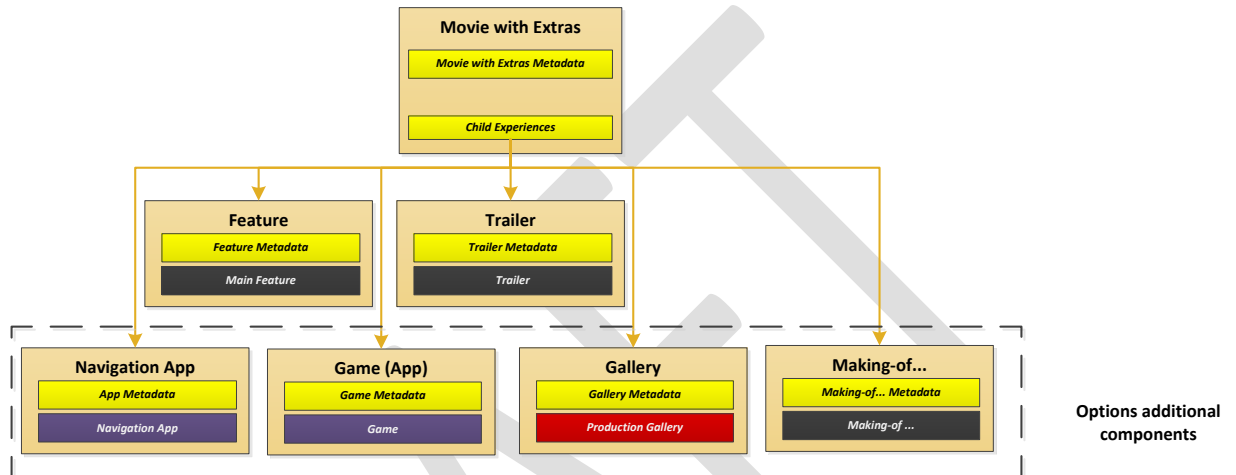 Movie with Extras
Movie with Extras Metadata
Child Experiences
Feature
Feature Metadata
Main Feature
Trailer
Trailer Metadata
Trailer
Navigation App
App Metadata
Navigation App
Game (App)
Game Metadata
Game
Gallery
Gallery Metadata
Production Gallery
Making-of...
Making-of... Metadata
Making-of ...
Options additional
components